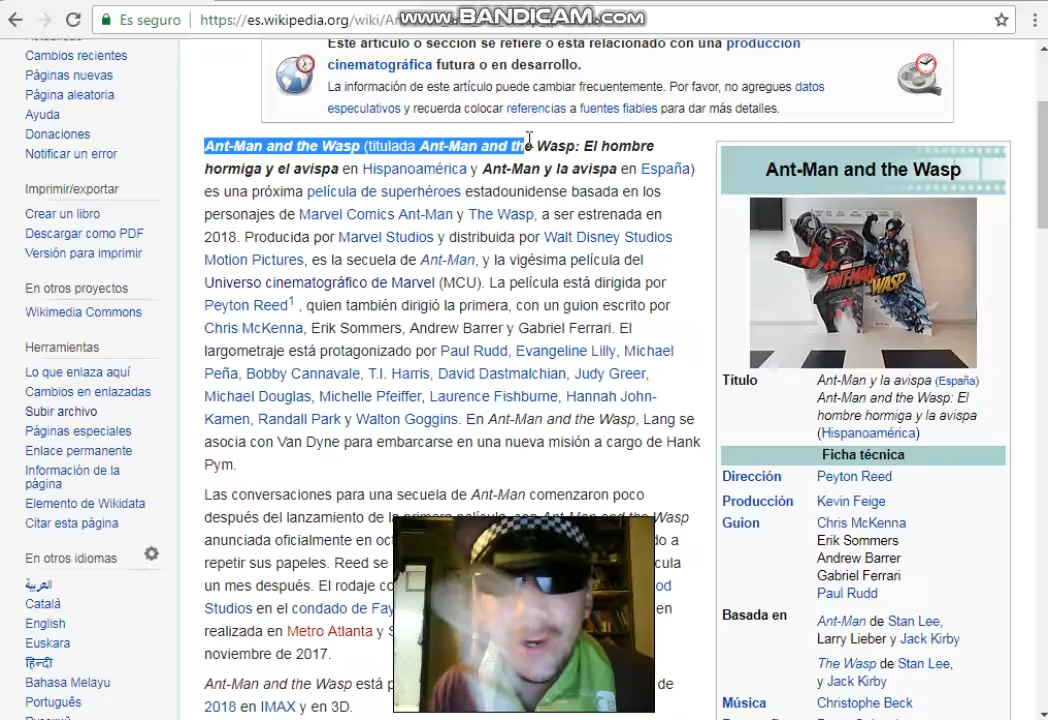 Es seguro
https://es.wikipedia.org/wiki/An
www.BANDICAM.com
Cambios recientes
Páginas nuevas
Página aleatoria
Ayuda
Donaciones
Notificar un error
Imprimir/exportar
Crear un libro
Descargar como PDF
Versión para imprimir
En otros proyectos
Wikimedia Commons
Herramientas
Lo que enlaza aquí
Cambios en enlazadas
Subir archivo
Páginas especiales
Enlace permanente
Información de la
página
Elemento de Wikidata
Citar esta página
En otros idiomas
العربية
Català
English
Euskara
हिन्दी
Bahasa Melayu
Português
Este artículo o sección se refiere o está relacionado con una producción
cinematográfica futura o en desarrollo.
La información de este artículo puede cambiar frecuentemente. Por favor, no agregues datos
especulativos y recuerda colocar referencias a fuentes fiables para dar más detalles.
Ant-Man and the Wasp (titulada Ant-Man and the Wasp: El hombre
hormiga y el avispa en Hispanoamérica y Ant-Man y la avispa en España)
es una próxima película de superhéroes estadounidense basada en los
personajes de Marvel Comics Ant-Man y The Wasp, a ser estrenada en
2018. Producida por Marvel Studios y distribuida por Walt Disney Studios
Motion Pictures, es la secuela de Ant-Man, y la vigésima película del
Universo cinematográfico de Marvel (MCU). La película está dirigida por
Peyton Reed1 , quien también dirigió la primera, con un guion escrito por
Chris McKenna, Erik Sommers, Andrew Barrer y Gabriel Ferrari. El
largometraje está protagonizado por Paul Rudd, Evangeline Lilly, Michael
Peña, Bobby Cannavale, T.I. Harris, David Dastmalchian, Judy Greer,
Michael Douglas, Michelle Pfeiffer, Laurence Fishburne, Hannah John-
Kamen, Randall Park y Walton Goggins. En Ant-Man and the Wasp, Lang se
asocia con Van Dyne para embarcarse en una nueva misión a cargo de Hank
Pym.
Las conversaciones para una secuela de Ant-Man comenzaron poco
después del lanzamiento de la primera película, con Ant-Man and the Wasp
anunciada oficialmente en oct
repetir sus papeles. Reed se
un mes después. El rodaje co
Studios en el condado de Fay
en
realizada en Metro Atlanta y S
noviembre de 2017.
Ant-Man and the Wasp está p
de
2018 en IMAX y en 3D.
Ant-Man and the Wasp
ANT-MAN
WASP
Título
Ant-Man y la avispa (España)
Ant-Man and the Wasp: El
hombre hormiga y la avispa
(Hispanoamérica)
Ficha técnica
Dirección
Peyton Reed
Producción
Kevin Feige
Guion
Chris McKenna
Erik Sommers
Andrew Barrer
Gabriel Ferrari
Paul Rudd
Basada en
Ant-Man de Stan Lee,
Larry Lieber y Jack Kirby
The Wasp de Stan Lee,
y Jack Kirby
Música
Christophe Beck